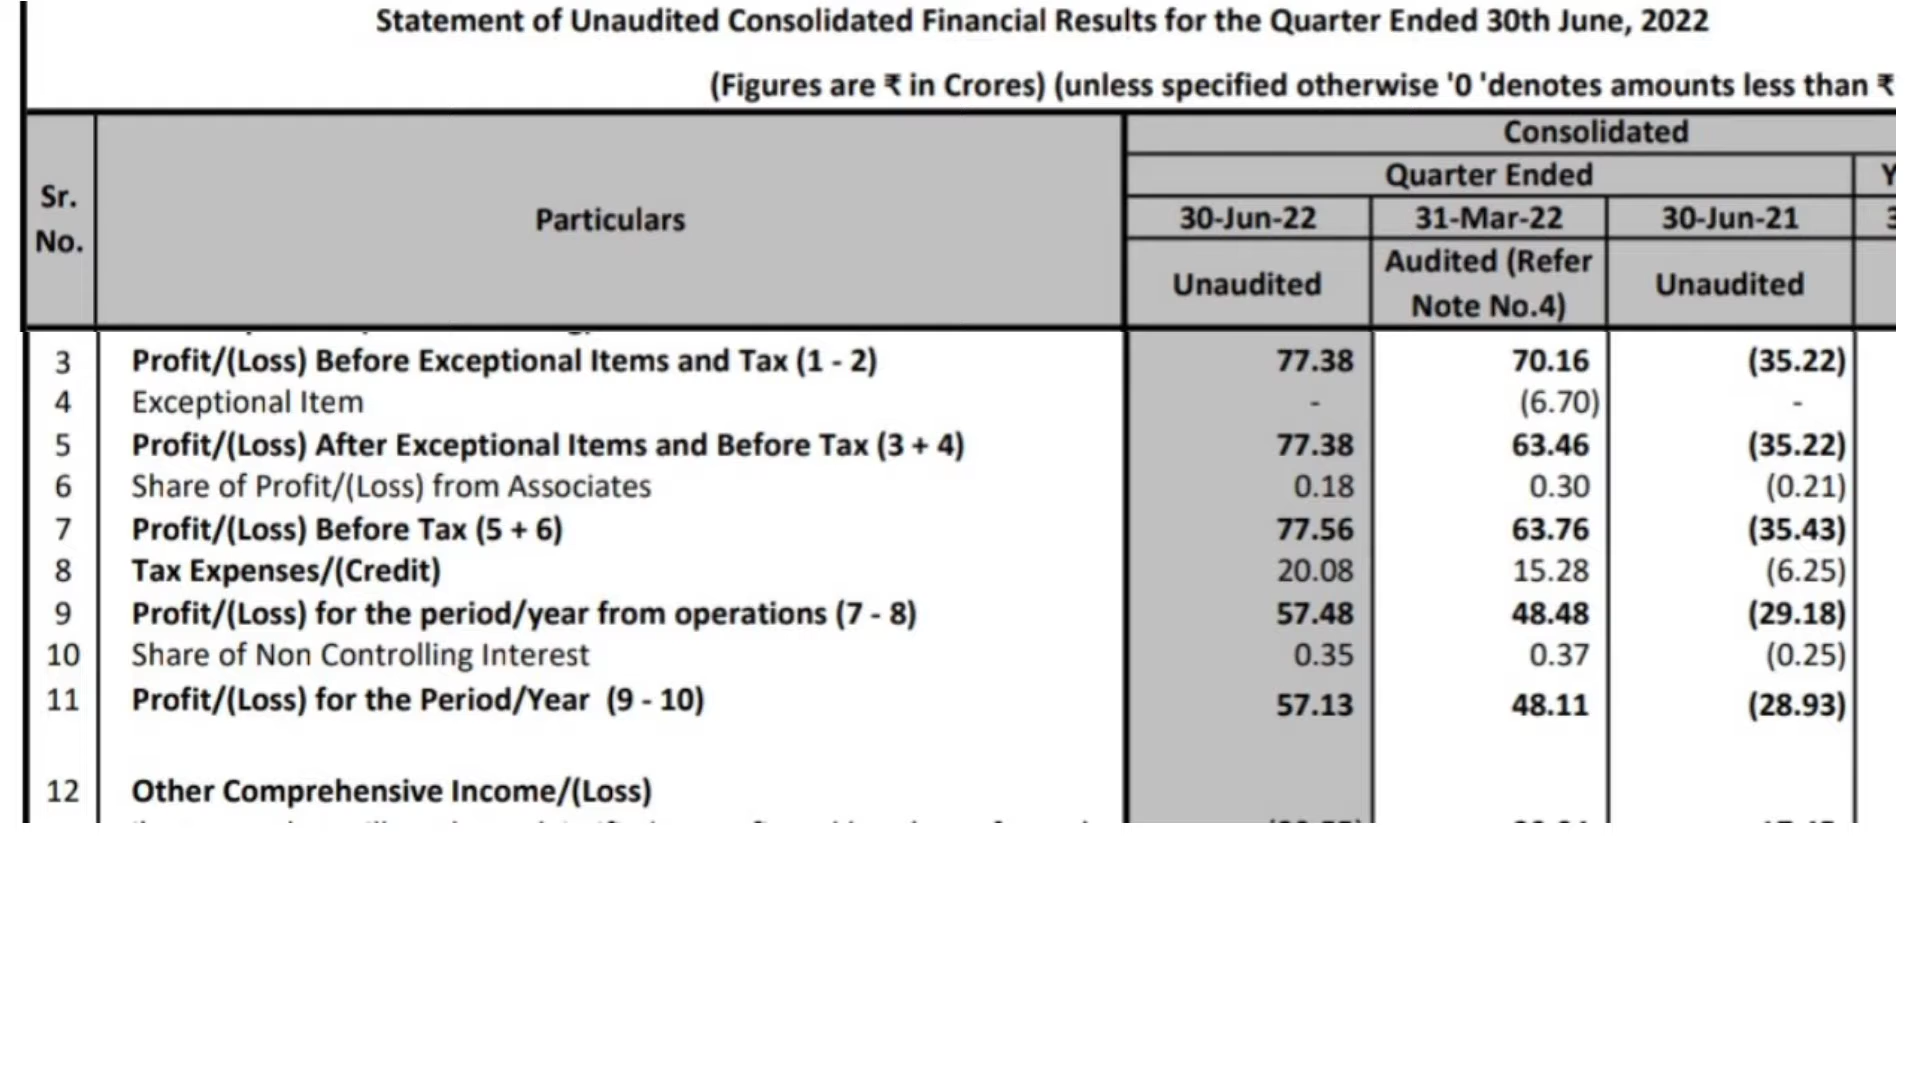 Statement of Unaudited Consolidated Financial Results for the Quarter Ended 30th June, 2022
(Figures are ₹ in Crores) (unless specified otherwise '0 'denotes amounts less than ₹
Sr. No. Particulars Consolidated
Quarter Ended Y
30-Jun-22 31-Mar-22 30-Jun-21 3
Unaudited Audited (Refer Note No.4) Unaudited
3 Profit/(Loss) Before Exceptional Items and Tax (1 - 2) 77.38 70.16 (35.22)
4 Exceptional Item - (6.70) -
5 Profit/(Loss) After Exceptional Items and Before Tax (3 + 4) 77.38 63.46 (35.22)
6 Share of Profit/(Loss) from Associates 0.18 0.30 (0.21)
7 Profit/(Loss) Before Tax (5 + 6) 77.56 63.76 (35.43)
8 Tax Expenses/(Credit) 20.08 15.28 (6.25)
9 Profit/(Loss) for the period/year from operations (7 - 8) 57.48 48.48 (29.18)
10 Share of Non Controlling Interest 0.35 0.37 (0.25)
11 Profit/(Loss) for the Period/Year (9 - 10) 57.13 48.11 (28.93)
12 Other Comprehensive Income/(Loss)